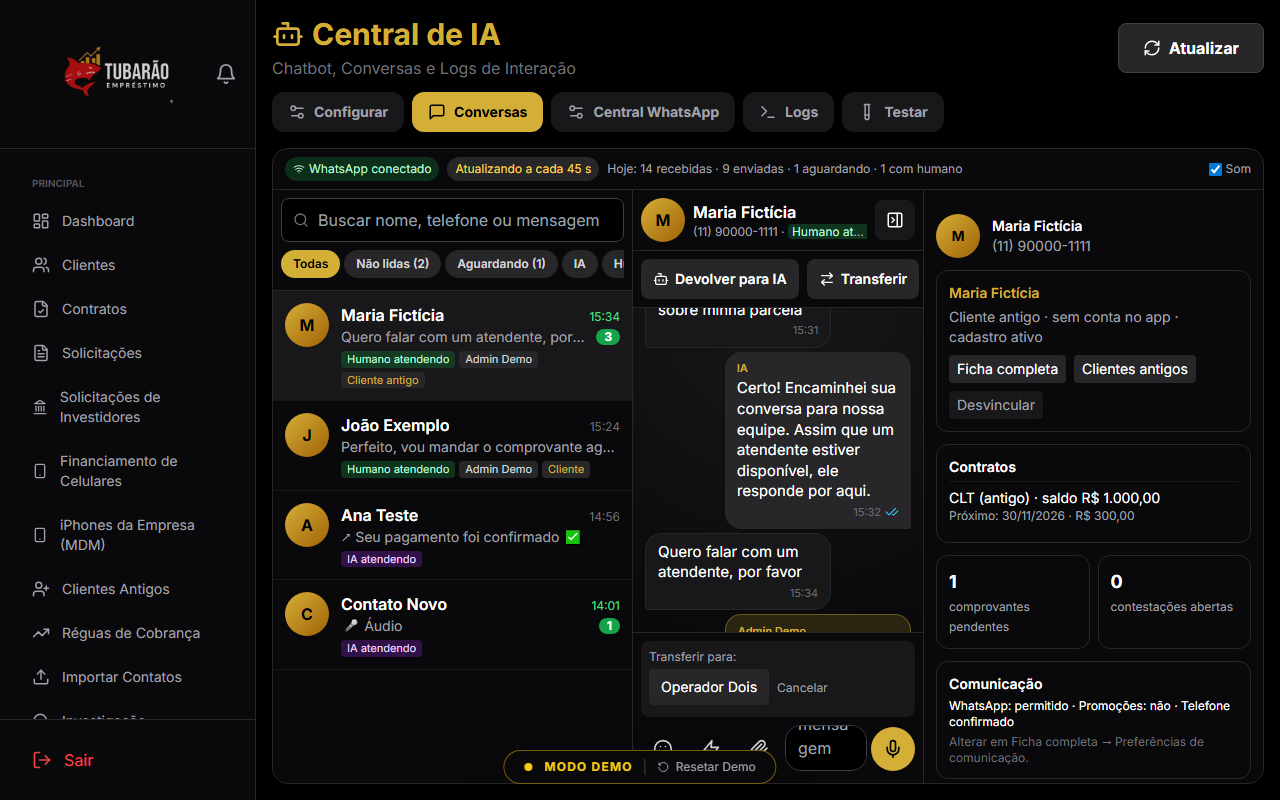 TUBARÃO
EMPRÉSTIMO
PRINCIPAL
Dashboard
Clientes
Contratos
Solicitações
Solicitações de
Investidores
Financiamento de
Celulares
iPhones da Empresa
(MDM)
Clientes Antigos
Réguas de Cobrança
Importar Contatos
Sair
Central de IA
Chatbot, Conversas e Logs de Interação
Atualizar
Configurar
Conversas
Central WhatsApp
Logs
Testar
WhatsApp conectado
Atualizando a cada 45 s
Hoje: 14 recebidas · 9 enviadas · 1 aguardando · 1 com humano
Som
Buscar nome, telefone ou mensagem
Todas
Não lidas (2)
Aguardando (1)
IA
M
Maria Fictícia
15:34
Quero falar com um atendente, por...
3
Humano atendendo
Admin Demo
Cliente antigo
J
João Exemplo
15:24
Perfeito, vou mandar o comprovante ag...
Humano atendendo
Admin Demo
Cliente
A
Ana Teste
14:56
↗ Seu pagamento foi confirmado ✅
IA atendendo
C
Contato Novo
14:01
🎤 Áudio
1
IA atendendo
M
Maria Fictícia
(11) 90000-1111 · Humano at...
Devolver para IA
Transferir
sobre minha parcela
15:31
IA
Certo! Encaminhei sua
conversa para nossa
equipe. Assim que um
atendente estiver
disponível, ele
responde por aqui.
15:32
Quero falar com um
atendente, por favor
15:34
Admin Demo
Transferir para:
Operador Dois
Cancelar
mensa
gem
MODO DEMO
Resetar Demo
M
Maria Fictícia
(11) 90000-1111
Maria Fictícia
Cliente antigo · sem conta no app ·
cadastro ativo
Ficha completa
Clientes antigos
Desvincular
Contratos
CLT (antigo) · saldo R$ 1.000,00
Próximo: 30/11/2026 · R$ 300,00
1
comprovantes
pendentes
0
contestações abertas
Comunicação
WhatsApp: permitido · Promoções: não · Telefone
confirmado
Alterar em Ficha completa → Preferências de
comunicação.